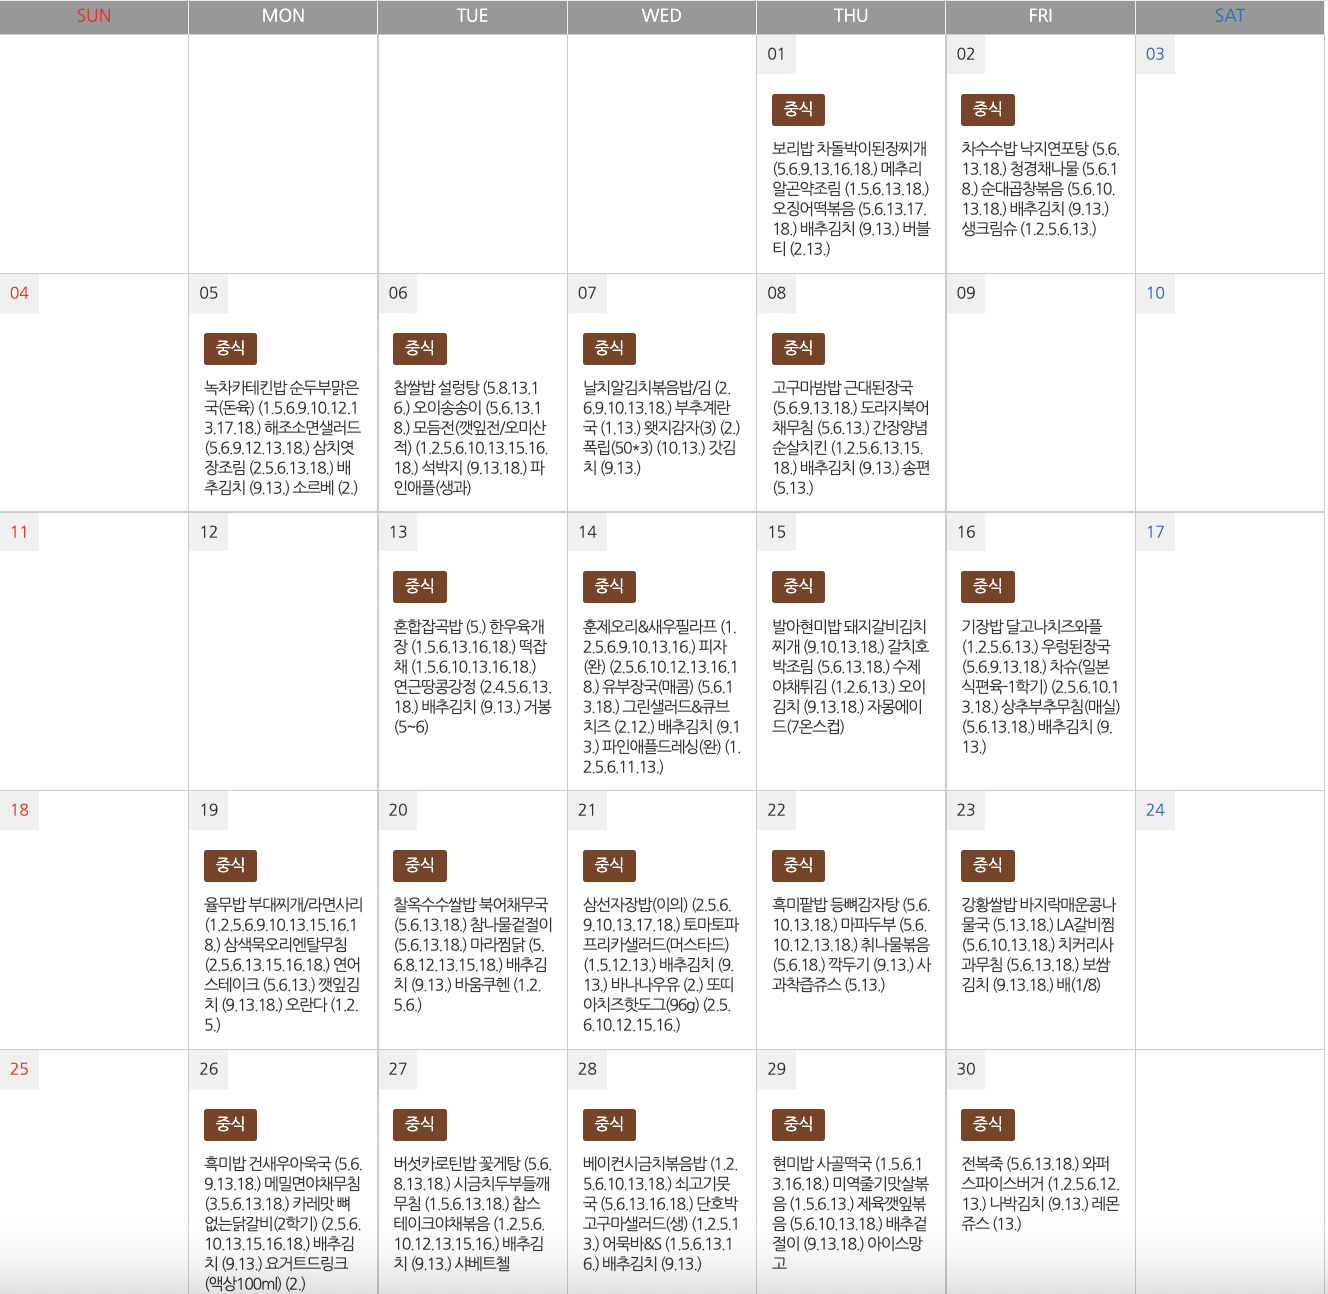 SUN MON TUE WED THU FRI SAT
01
중식
보리밥 차돌박이된장찌개
(5.6.9.13.16.18.) 메추리
알곤약조림 (1.5.6.13.18.)
오징어떡볶음 (5.6.13.17.
18.) 배추김치 (9.13.) 버블
티 (2.13.)
02
중식
차수수밥 낙지연포탕 (5.6.
13.18.) 청경채나물 (5.6.1
8.) 순대곱창볶음 (5.6.10.
13.18.) 배추김치 (9.13.)
생크림슈 (1.2.5.6.13.)
03
04
05
중식
녹차카테킨밥 순두부맑은
국(돈육) (1.5.6.9.10.12.1
3.17.18.) 해조소면샐러드
(5.6.9.12.13.18.) 삼치엿
장조림 (2.5.6.13.18.) 배
추김치 (9.13.) 소르베 (2.)
06
중식
찹쌀밥 설렁탕 (5.8.13.1
6.) 오이송송이 (5.6.13.1
8.) 모듬전(깻잎전/오미산
적) (1.2.5.6.10.13.15.16.
18.) 석박지 (9.13.18.) 파
인애플(생과)
07
중식
날치알김치볶음밥/김 (2.
6.9.10.13.18.) 부추계란
국 (1.13.) 웻지감자(3) (2.)
폭립(50*3) (10.13.) 갓김
치 (9.13.)
08
중식
고구마밤밥 근대된장국
(5.6.9.13.18.) 도라지북어
채무침 (5.6.13.) 간장양념
순살치킨 (1.2.5.6.13.15.
18.) 배추김치 (9.13.) 송편
(5.13.)
09
10
11
12
13
중식
혼합잡곡밥 (5.) 한우육개
장 (1.5.6.13.16.18.) 떡잡
채 (1.5.6.10.13.16.18.)
연근땅콩강정 (2.4.5.6.13.
18.) 배추김치 (9.13.) 거봉
(5~6)
14
중식
훈제오리&새우필라프 (1.
2.5.6.9.10.13.16.) 피자
(완) (2.5.6.10.12.13.16.1
8.) 유부장국(매콤) (5.6.1
3.18.) 그린샐러드&큐브
치즈 (2.12.) 배추김치 (9.1
3.) 파인애플드레싱(완) (1.
2.5.6.11.13.)
15
중식
발아현미밥 돼지갈비김치
찌개 (9.10.13.18.) 갈치호
박조림 (5.6.13.18.) 수제
야채튀김 (1.2.6.13.) 오이
김치 (9.13.18.) 자몽에이
드(7온스컵)
16
중식
기장밥 달고나치즈와플
(1.2.5.6.13.) 우렁된장국
(5.6.9.13.18.) 차슈(일본
식편육-1학기) (2.5.6.10.1
3.18.) 상추부추무침(매실)
(5.6.13.18.) 배추김치 (9.
13.)
17
18
19
중식
율무밥 부대찌개/라면사리
(1.2.5.6.9.10.13.15.16.1
8.) 삼색묵오리엔탈무침
(2.5.6.13.15.16.18.) 연어
스테이크 (5.6.13.) 깻잎김
치 (9.13.18.) 오란다 (1.2.
5.)
20
중식
찰옥수수쌀밥 북어채무국
(5.6.13.18.) 참나물겉절이
(5.6.13.18.) 마라찜닭 (5.
6.8.12.13.15.18.) 배추김
치 (9.13.) 바움쿠헨 (1.2.
5.6.)
21
중식
삼선자장밥(이의) (2.5.6.
9.10.13.17.18.) 토마토파
프리카샐러드(머스타드)
(1.5.12.13.) 배추김치 (9.
13.) 바나나우유 (2.) 또띠
아치즈핫도그(96g) (2.5.
6.10.12.15.16.)
22
중식
흑미팥밥 등뼈감자탕 (5.6.
10.13.18.) 마파두부 (5.6.
10.12.13.18.) 취나물볶음
(5.6.18.) 깍두기 (9.13.) 사
과착즙쥬스 (5.13.)
23
중식
강황쌀밥 바지락매운콩나
물국 (5.13.18.) LA갈비찜
(5.6.10.13.18.) 치커리사
과무침 (5.6.13.18.) 보쌈
김치 (9.13.18.) 배(1/8)
24
25
26
중식
흑미밥 건새우아욱국 (5.6.
9.13.18.) 메밀면야채무침
(3.5.6.13.18.) 카레맛 뼈
없는닭갈비(2학기) (2.5.6.
10.13.15.16.18.) 배추김
치 (9.13.) 요거트드링크
(액상100ml) (2.)
27
중식
버섯카로틴밥 꽃게탕 (5.6.
8.13.18.) 시금치두부들깨
무침 (1.5.6.13.18.) 찹스
테이크야채볶음 (1.2.5.6.
10.12.13.15.16.) 배추김
치 (9.13.) 샤베트첼
28
중식
베이컨시금치볶음밥 (1.2.
5.6.10.13.18.) 쇠고기뭇
국 (5.6.13.16.18.) 단호박
고구마샐러드(생) (1.2.5.1
3.) 어묵바&S (1.5.6.13.1
6.) 배추김치 (9.13.)
29
중식
현미밥 사골떡국 (1.5.6.1
3.16.18.) 미역줄기맛살볶
음 (1.5.6.13.) 제육깻잎볶
음 (5.6.10.13.18.) 배추겉
절이 (9.13.18.) 아이스망
고
30
중식
전복죽 (5.6.13.18.) 와퍼
스파이스버거 (1.2.5.6.12.
13.) 나박김치 (9.13.) 레몬
쥬스 (13.)